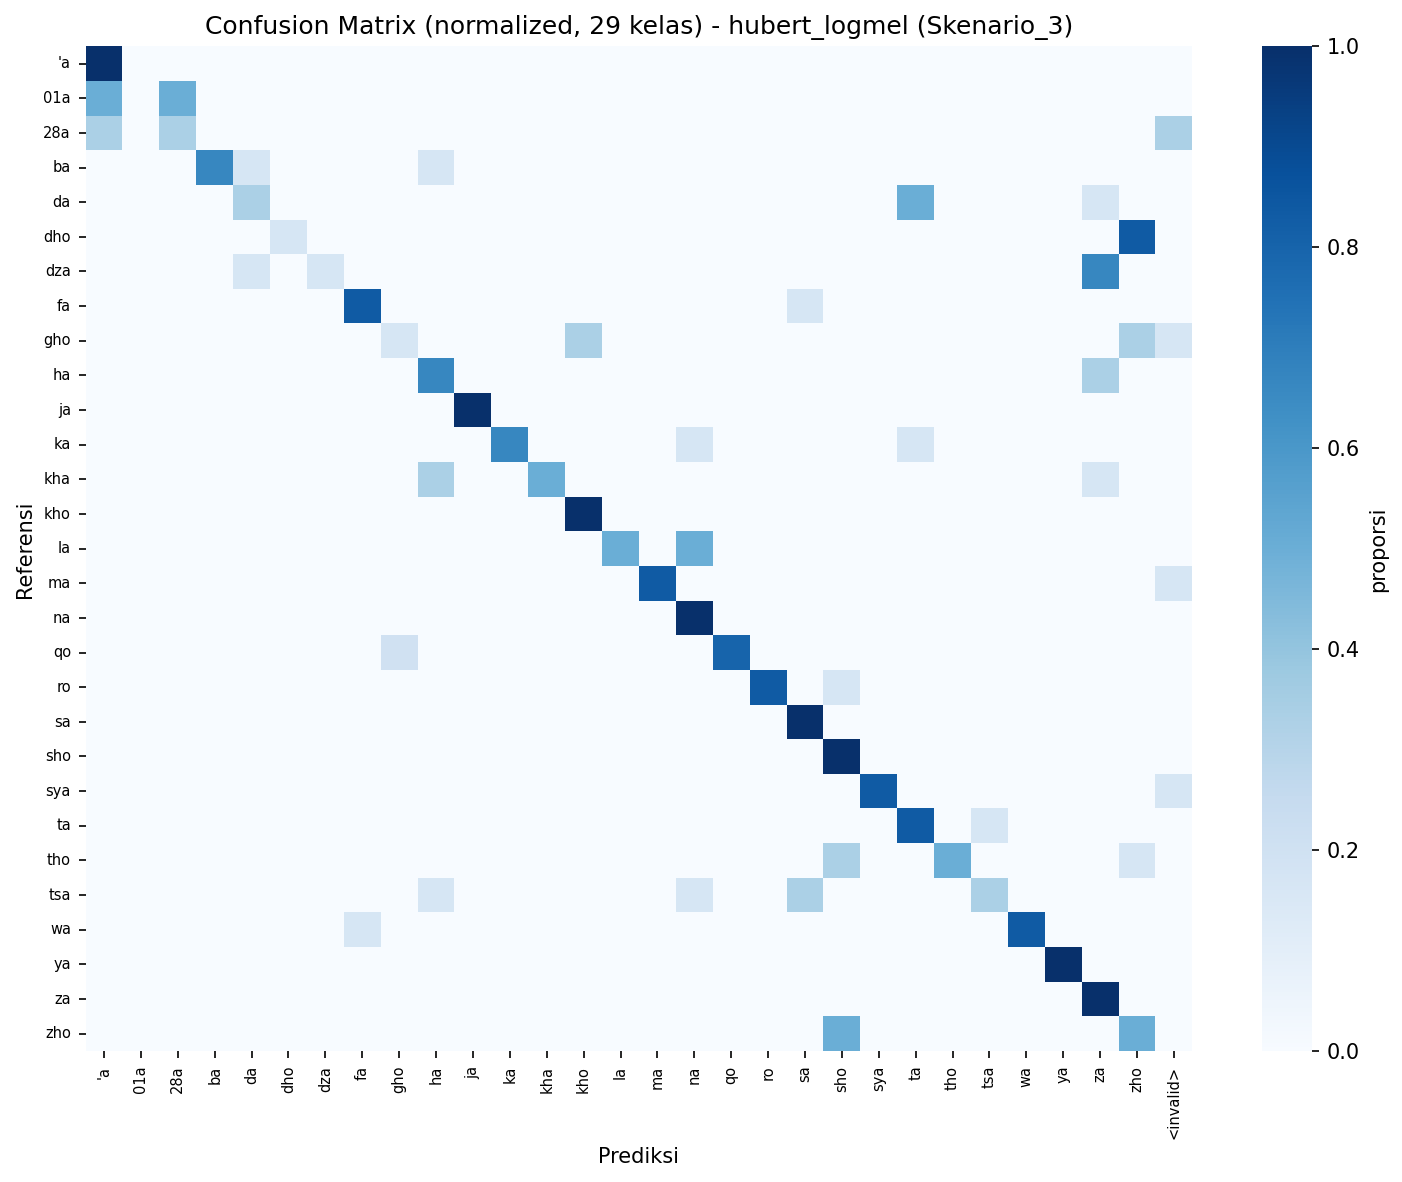 Confusion Matrix (normalized, 29 kelas) - hubert_logmel (Skenario_3)
Referensi
'a
01a
28a
ba
da
dho
dza
fa
gho
ha
ja
ka
kha
kho
la
ma
na
qo
ro
sa
sho
sya
ta
tho
tsa
wa
ya
za
zho
'a 01a 28a ba da dho dza fa gho ha ja ka kha kho la ma na qo ro sa sho sya ta tho tsa wa ya za zho <invalid>
Prediksi
1.0
0.8
0.6
0.4
0.2
0.0
proporsi